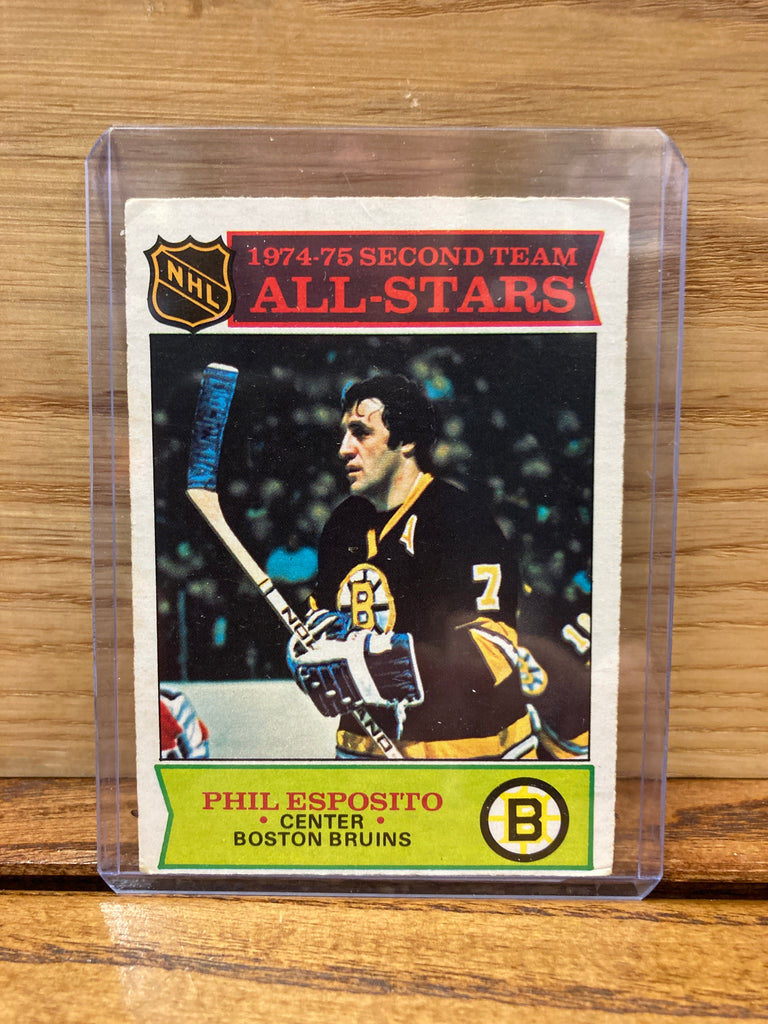 NHL
1974-75 SECOND TEAM
ALL-STARS
A
7
B
PHIL ESPOSITO
• CENTER •
BOSTON BRUINS
B